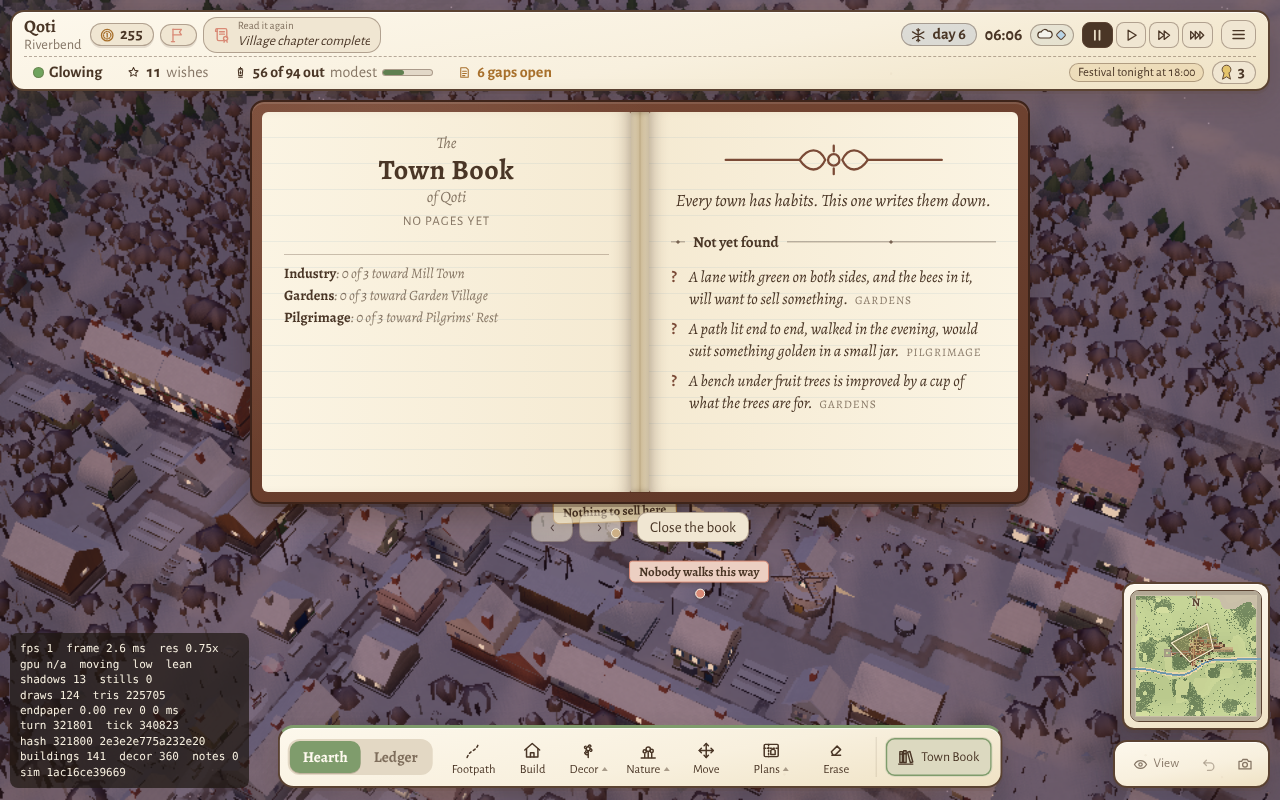 Qoti
Riverbend
255
Read it again
Village chapter complete
day 6
06:06
Glowing
11 wishes
56 of 94 out modest
6 gaps open
Festival tonight at 18:00
3
The
Town Book
of Qoti
NO PAGES YET
Industry: 0 of 3 toward Mill Town
Gardens: 0 of 3 toward Garden Village
Pilgrimage: 0 of 3 toward Pilgrims' Rest
Every town has habits. This one writes them down.
Not yet found
? A lane with green on both sides, and the bees in it,
will want to sell something. GARDENS
? A path lit end to end, walked in the evening, would
suit something golden in a small jar. PILGRIMAGE
? A bench under fruit trees is improved by a cup of
what the trees are for. GARDENS
Nothing to sell here
‹ › Close the book
Nobody walks this way
N
fps 1 frame 2.6 ms res 0.75x
gpu n/a moving low lean
shadows 13 stills 0
draws 124 tris 225705
endpaper 0.00 rev 0 0 ms
turn 321801 tick 340823
hash 321800 2e3e2e775a232e20
buildings 141 decor 360 notes 0
sim 1ac16ce39669
Hearth
Ledger
Footpath
Build
Decor
Nature
Move
Plans
Erase
Town Book
View